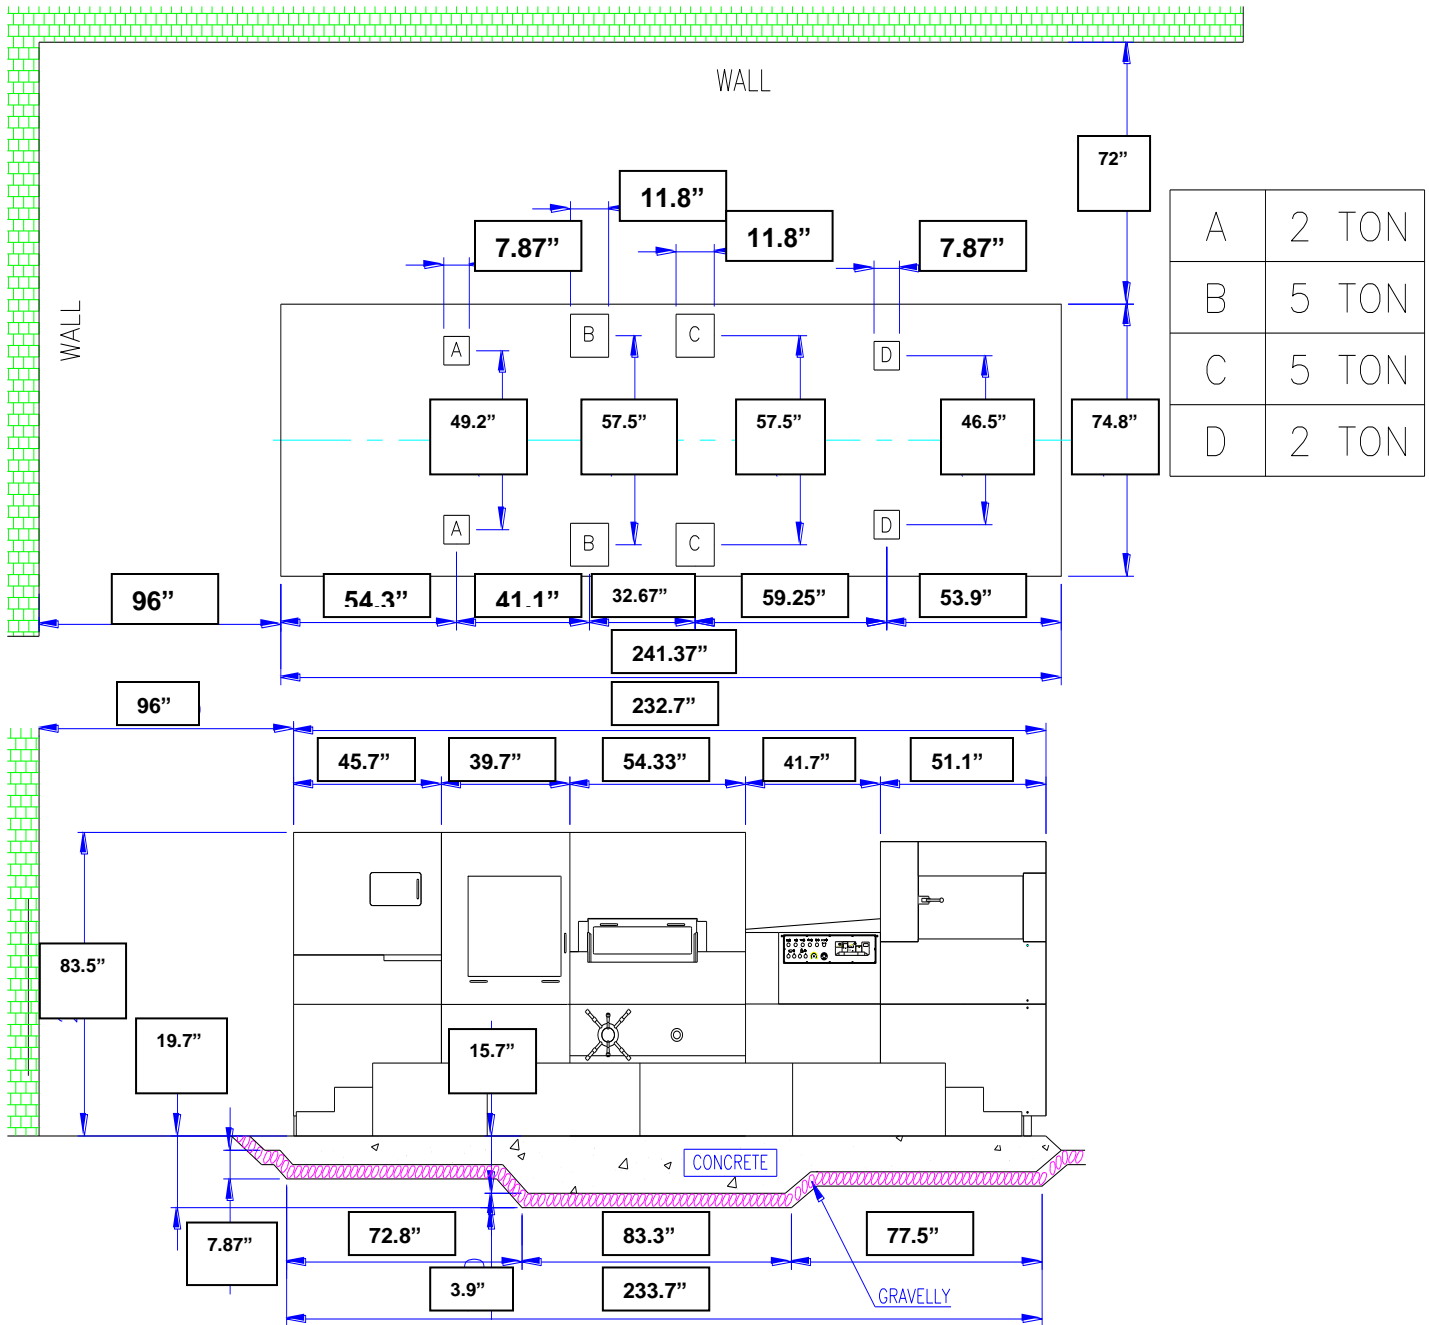 WALL
72”
11.8”
11.8”
7.87”
7.87”
A 2 TON
B 5 TON
C 5 TON
D 2 TON
WALL
A
B
C
D
49.2”
57.5”
57.5”
46.5”
74.8”
A
B
C
D
96”
54.3”
41.1”
32.67”
59.25”
53.9”
241.37”
96”
232.7”
45.7”
39.7”
54.33”
41.7”
51.1”
83.5”
19.7”
15.7”
CONCRETE
7.87”
72.8”
83.3”
77.5”
3.9”
233.7”
GRAVELLY